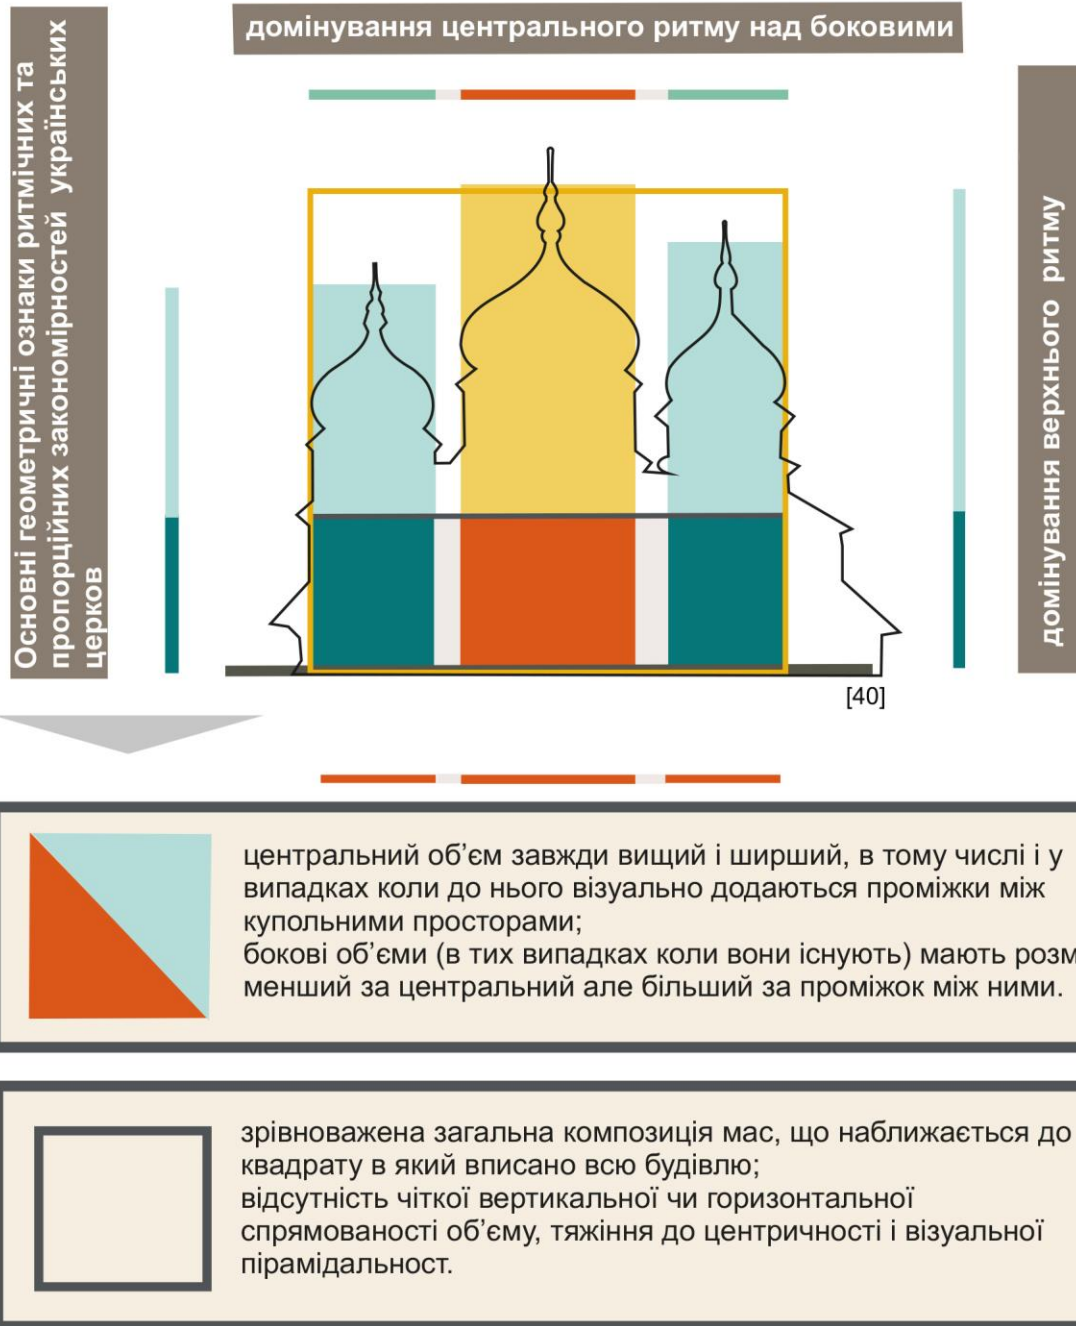 Основні геометричні ознаки ритмічних та
пропорційних закономірностей українських
церков
домінування центрального ритму над боковими
домінування верхнього ритму
[40]
центральний об’єм завжди вищий і ширший, в тому числі і у
випадках коли до нього візуально додаються проміжки між
купольними просторами;
бокові об’єми (в тих випадках коли вони існують) мають розм
менший за центральний але більший за проміжок між ними.
зрівноважена загальна композиція мас, що наближається до
квадрату в який вписано всю будівлю;
відсутність чіткої вертикальної чи горизонтальної
спрямованості об’єму, тяжіння до центричності і візуальної
пірамідальност.